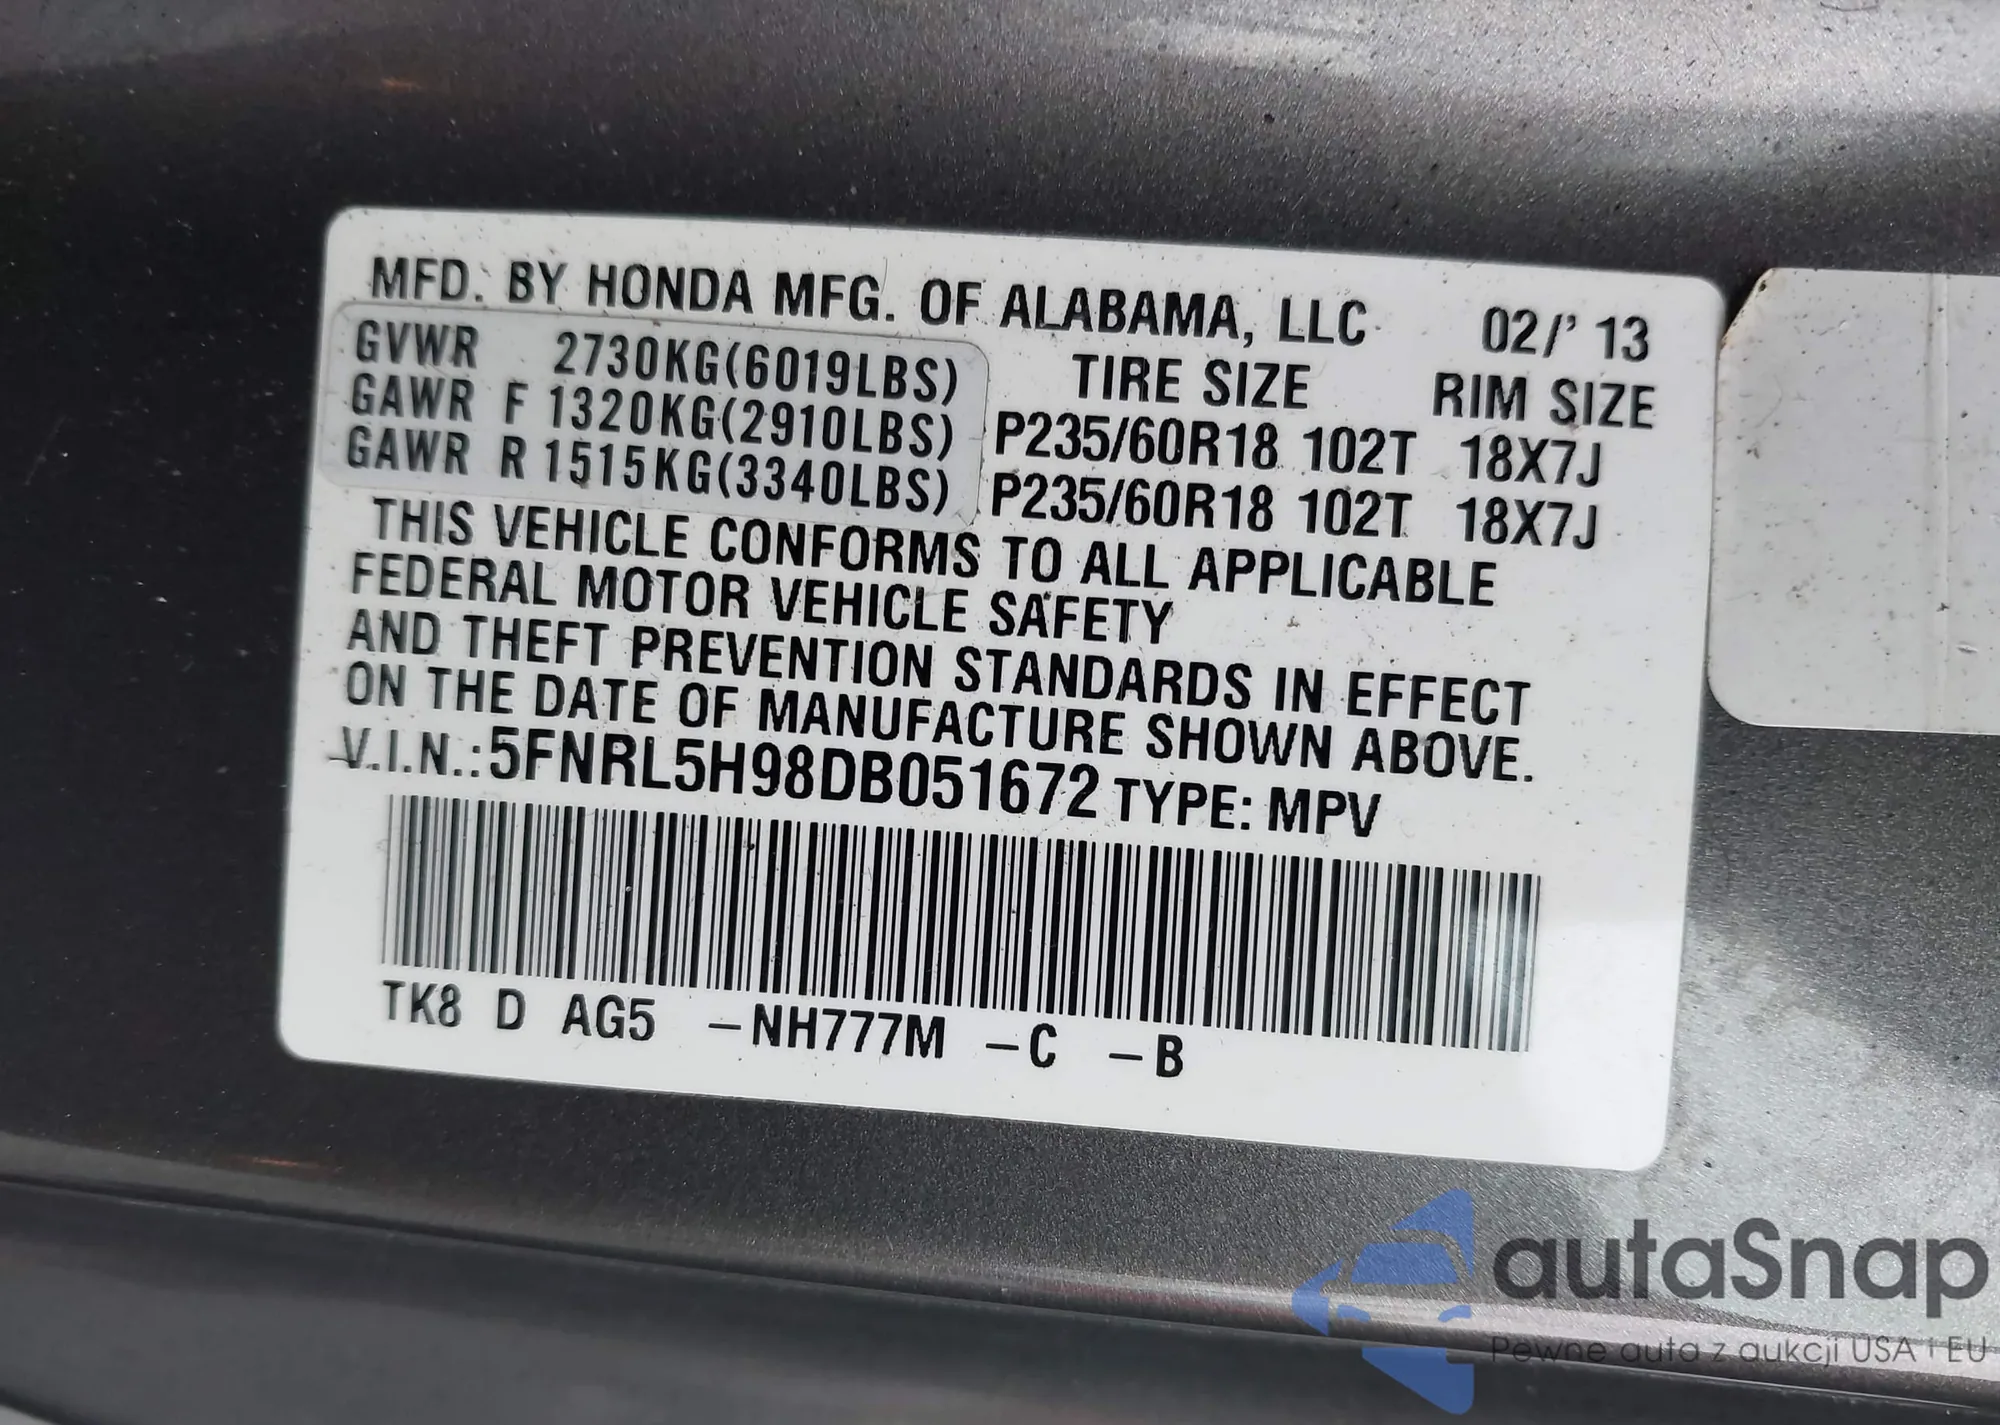 MFD. BY HONDA MFG. OF ALABAMA, LLC 02/' 13
GVWR 2730KG(6019LBS) TIRE SIZE RIM SIZE
GAWR F 1320KG(2910LBS) P235/60R18 102T 18X7J
GAWR R 1515KG(3340LBS) P235/60R18 102T 18X7J
THIS VEHICLE CONFORMS TO ALL APPLICABLE
FEDERAL MOTOR VEHICLE SAFETY
AND THEFT PREVENTION STANDARDS IN EFFECT
ON THE DATE OF MANUFACTURE SHOWN ABOVE.
V.I.N.:5FNRL5H98DB051672 TYPE: MPV
TK8 D AG5 –NH777M –C –B
autaSnap
Pewne auta z aukcji USA i EU